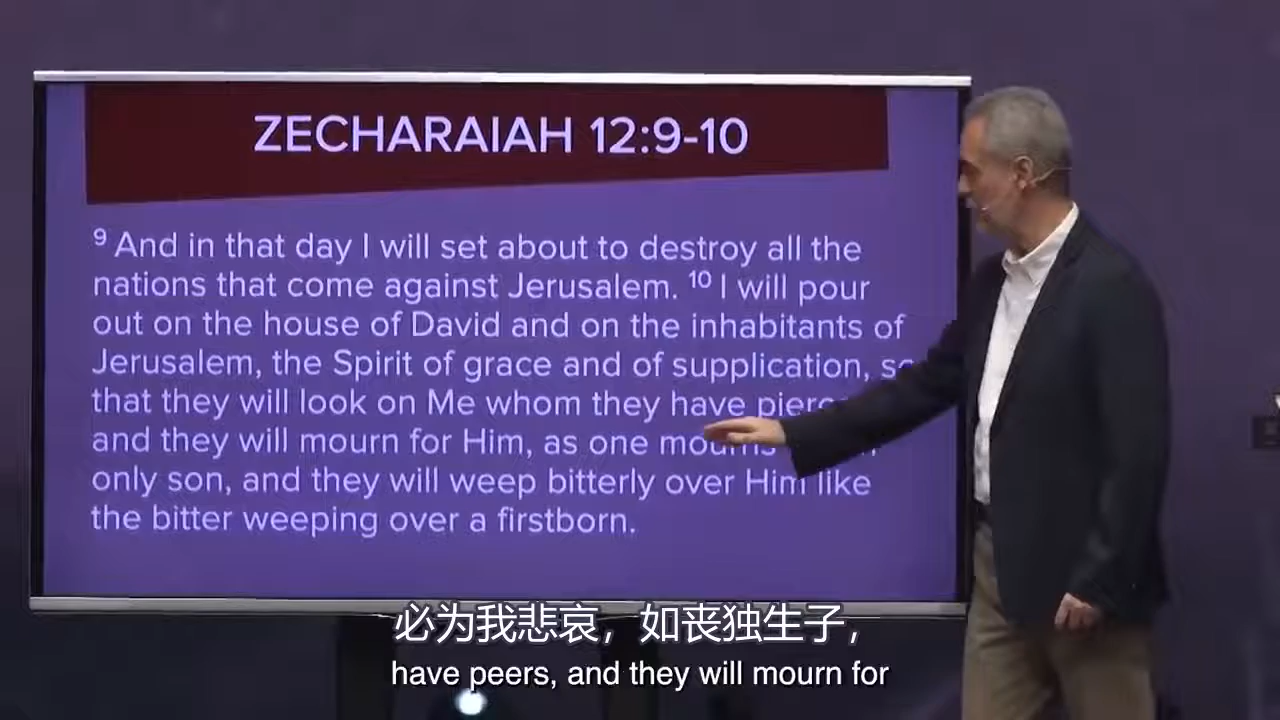 ZECHARAIAH 12:9-10
9 And in that day I will set about to destroy all the
nations that come against Jerusalem. 10 I will pour
out on the house of David and on the inhabitants of
Jerusalem, the Spirit of grace and of supplication, so
that they will look on Me whom they have
and they will mourn for Him, as one mourns
only son, and they will weep bitterly over Him like
the bitter weeping over a firstborn.
必为我悲哀，如丧独生子，
have peers, and they will mourn for